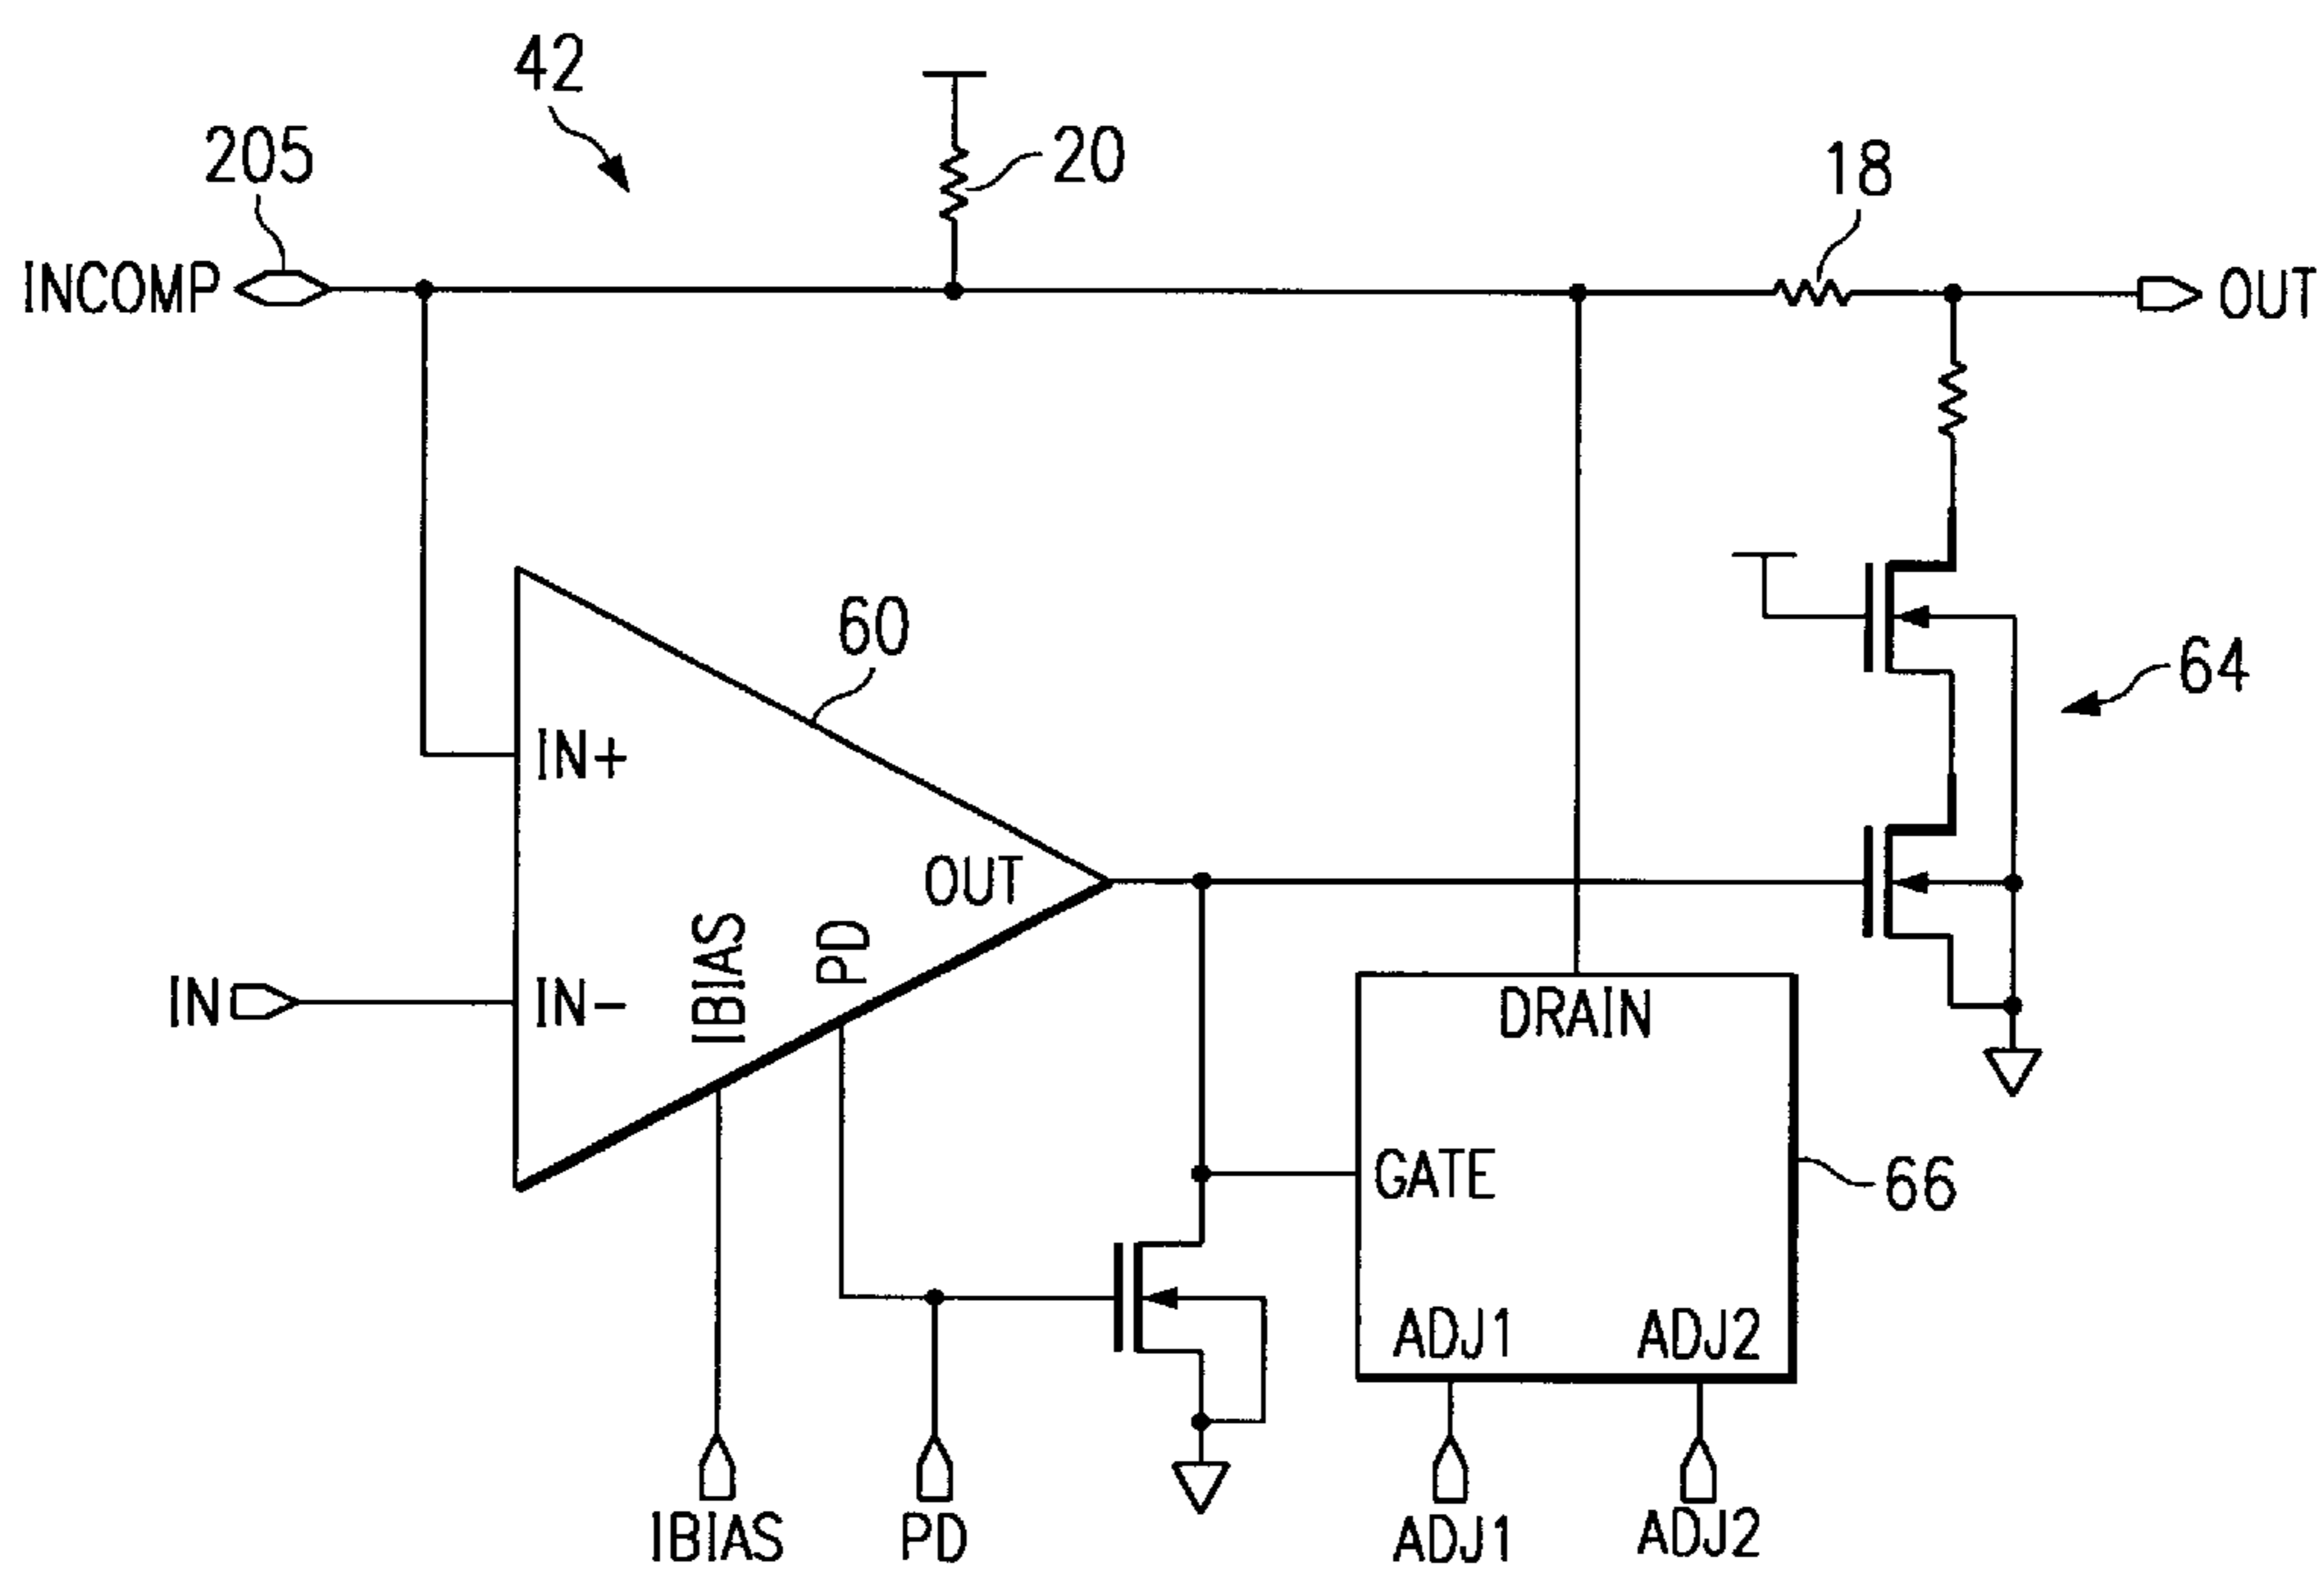 42
205
20
18
INCOMP
OUT
60
64
IN+
OUT
IBIAS
PD
IN
IN-
DRAIN
GATE
66
ADJ1
ADJ2
IBIAS
PD
ADJ1
ADJ2